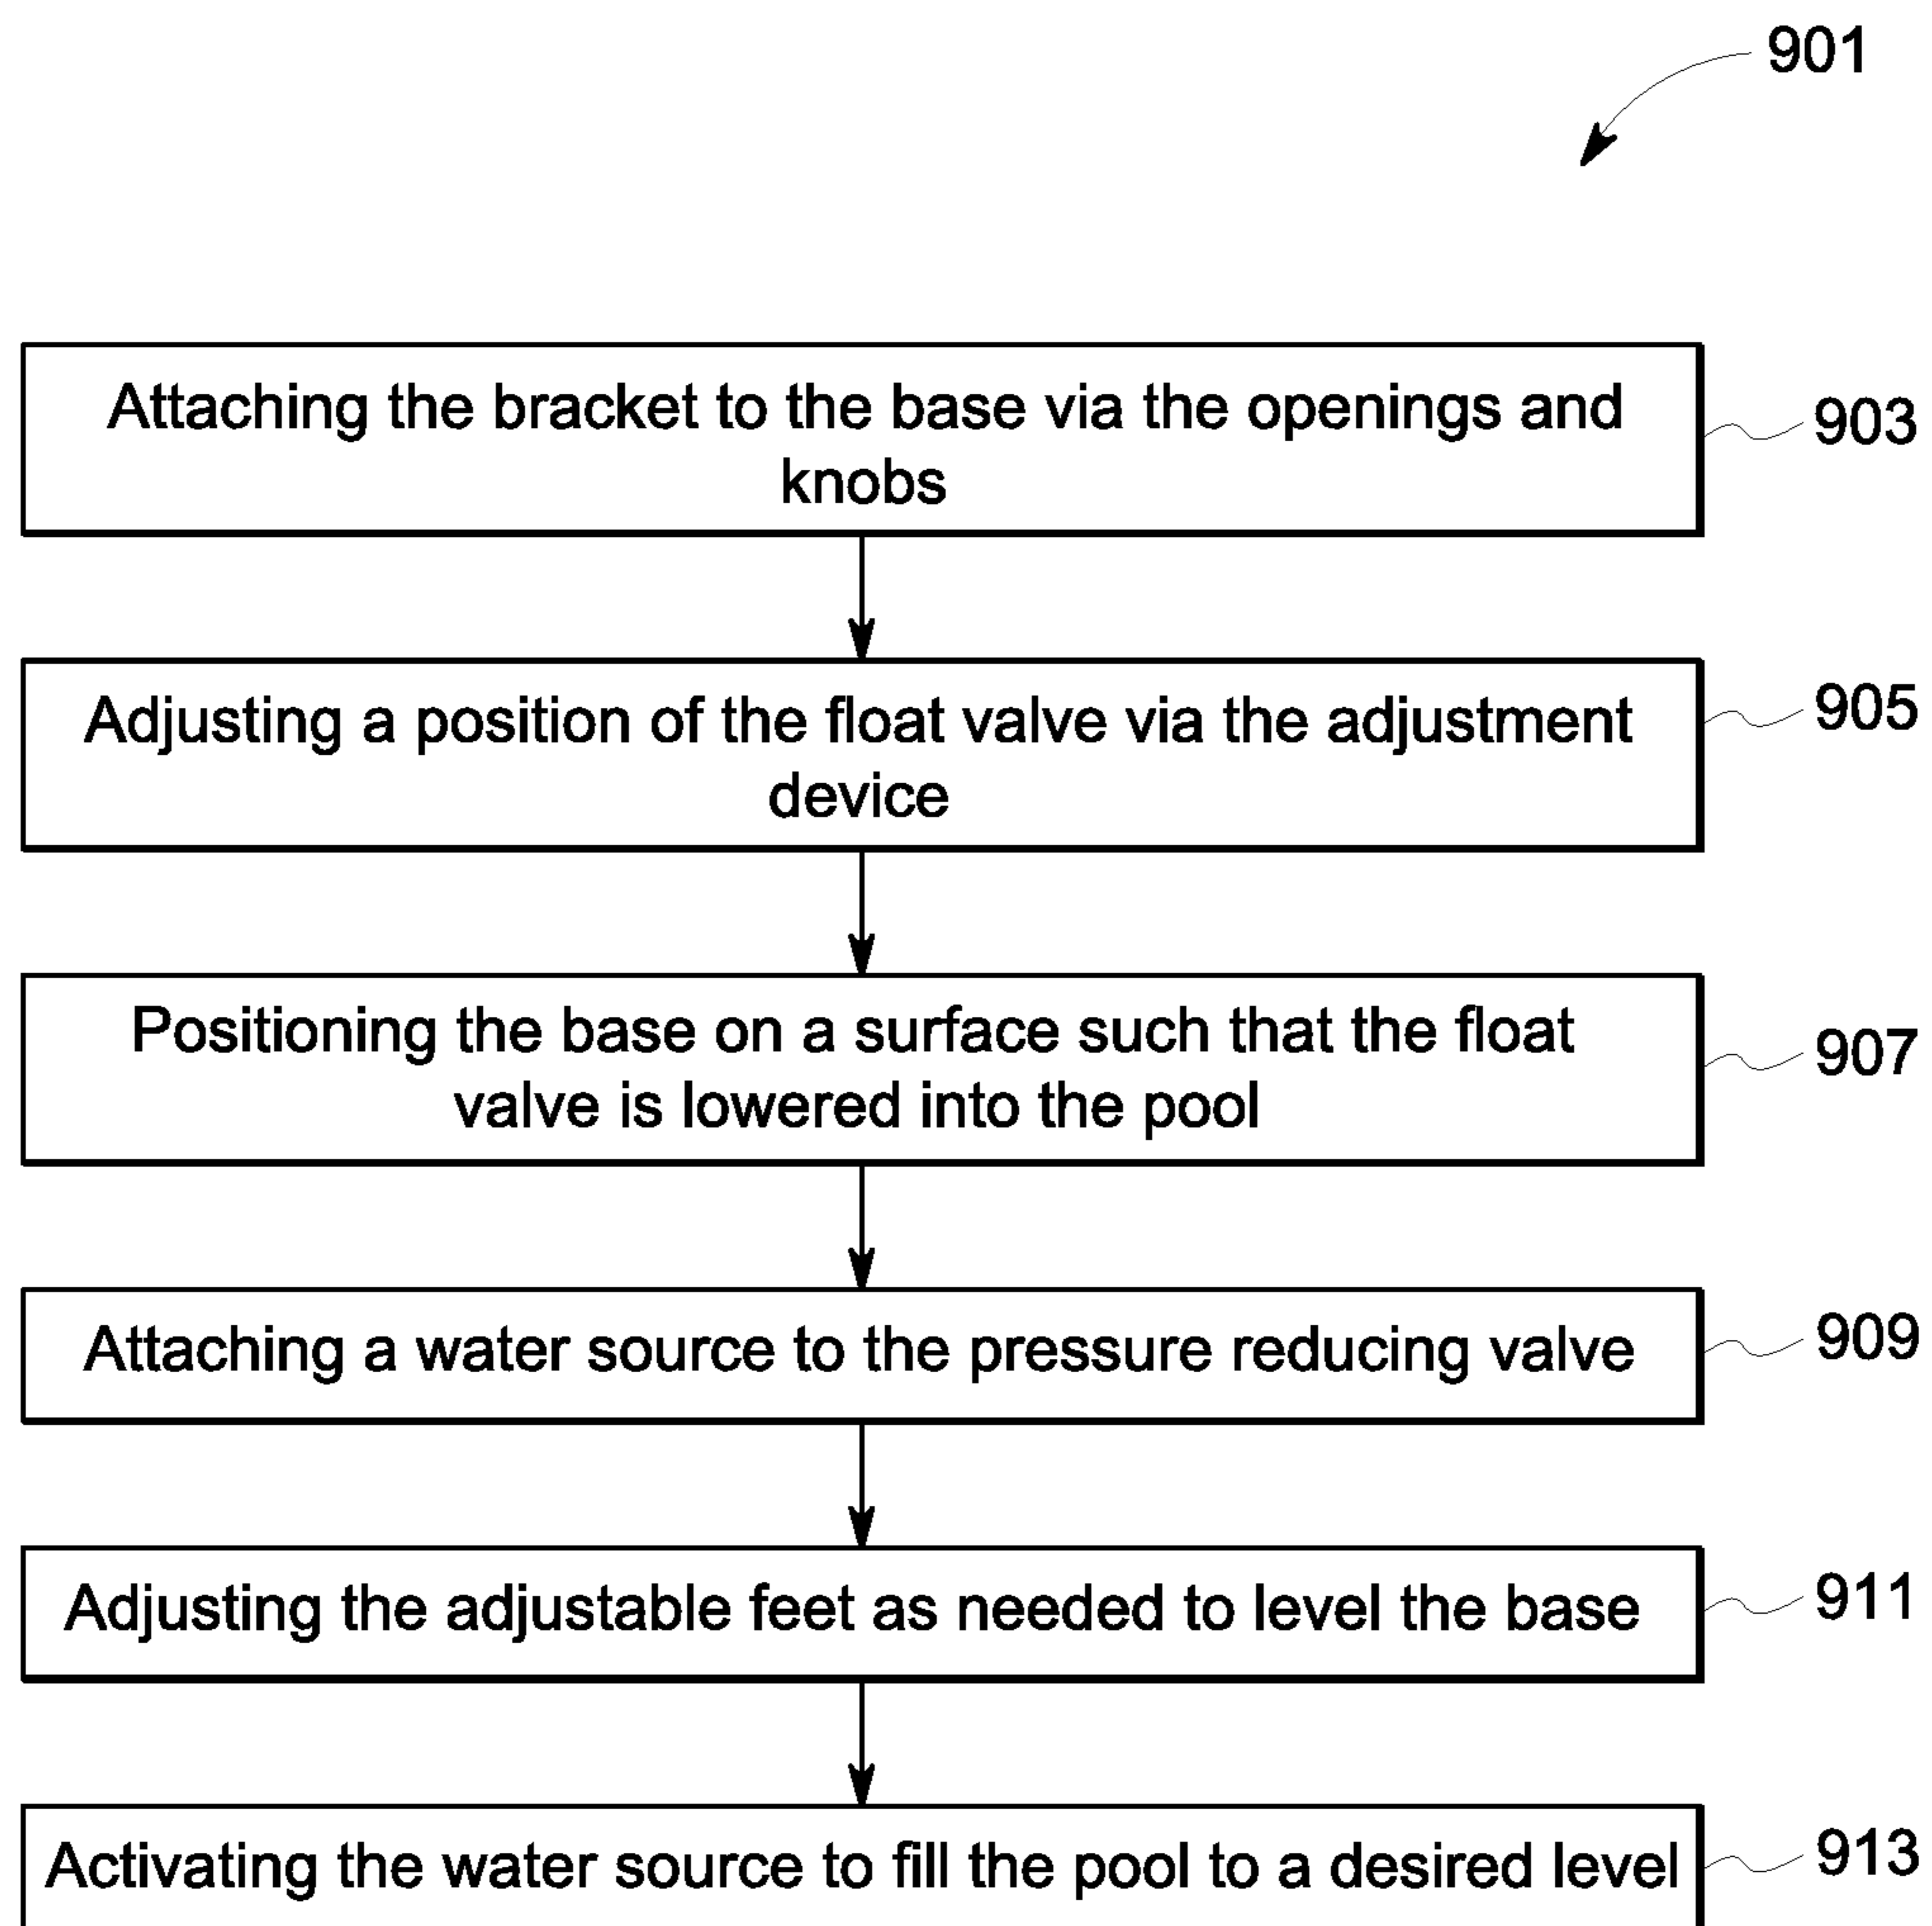 901
Attaching the bracket to the base via the openings and
knobs
903
Adjusting a position of the float valve via the adjustment
device
905
Positioning the base on a surface such that the float
valve is lowered into the pool
907
Attaching a water source to the pressure reducing valve
909
Adjusting the adjustable feet as needed to level the base
911
Activating the water source to fill the pool to a desired level
913